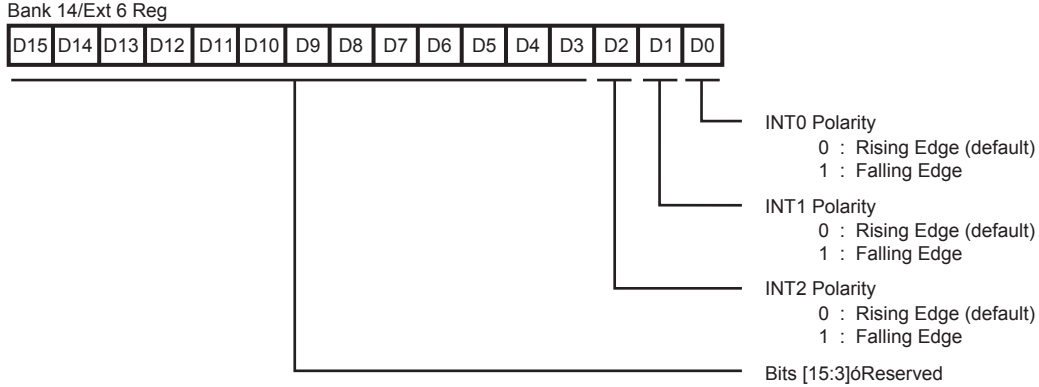 Bank 14/Ext 6 Reg
D15 D14 D13 D12 D11 D10 D9 D8 D7 D6 D5 D4 D3 D2 D1 D0
INT0 Polarity
0 : Rising Edge (default)
1 : Falling Edge
INT1 Polarity
0 : Rising Edge (default)
1 : Falling Edge
INT2 Polarity
0 : Rising Edge (default)
1 : Falling Edge
Bits [15:3]óReserved